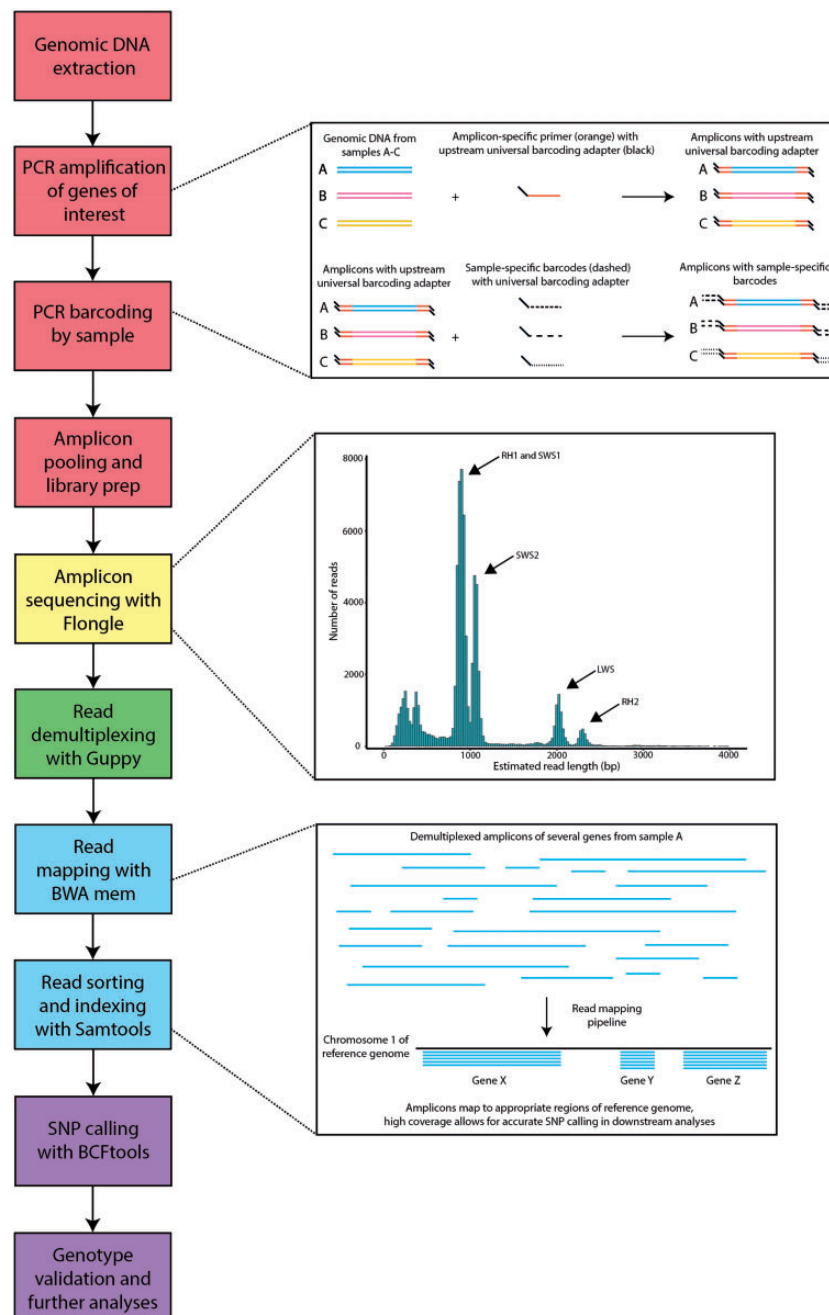 Genomic DNA
extraction
PCR amplification
of genes of
interest
PCR barcoding
by sample
Amplicon
pooling and
library prep
Amplicon
sequencing with
Flongle
Read
demultiplexing
with Guppy
Read
mapping with
BWA mem
Read sorting
and indexing
with Samtools
SNP calling
with BCFtools
Genotype
validation and
further analyses
Genomic DNA from
samples A-C
Amplicon-specific primer (orange) with
upstream universal barcoding adapter (black)
Amplicons with upstream
universal barcoding adapter
A
B
C
+
A
B
C
Amplicons with upstream
universal barcoding adapter
Sample-specific barcodes (dashed)
with universal barcoding adapter
Amplicons with sample-specific
barcodes
A
B
C
+
A
B
C
Number of reads
8000
6000
4000
2000
0
RH1 and SWS1
SWS2
LWS
RH2
0
1000
2000
3000
4000
Estimated read length (bp)
Demultiplexed amplicons of several genes from sample A
Read mapping
pipeline
Chromosome 1 of
reference genome
Gene X
Gene Y
Gene Z
Amplicons map to appropriate regions of reference genome,
high coverage allows for accurate SNP calling in downstream analyses